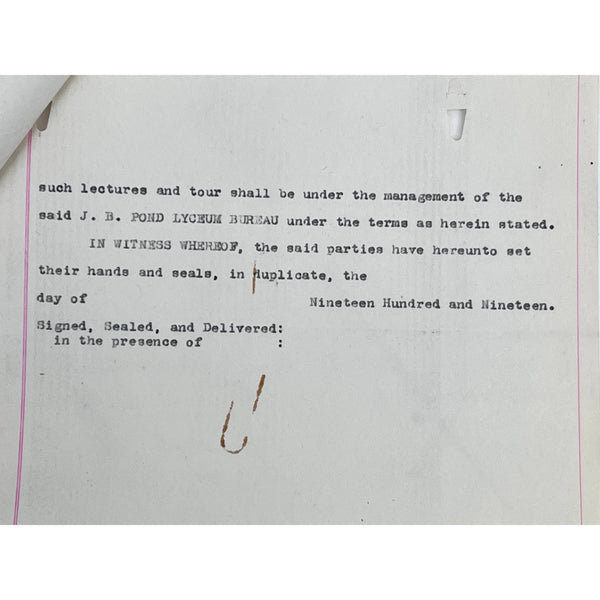 such lectures and tour shall be under the management of the
said J. B. POND LYCEUM BUREAU under the terms as herein stated.
IN WITNESS WHEREOF, the said parties have hereunto set
their hands and seals, in duplicate, the
day of Nineteen Hundred and Nineteen.
Signed, Sealed, and Delivered:
in the presence of :